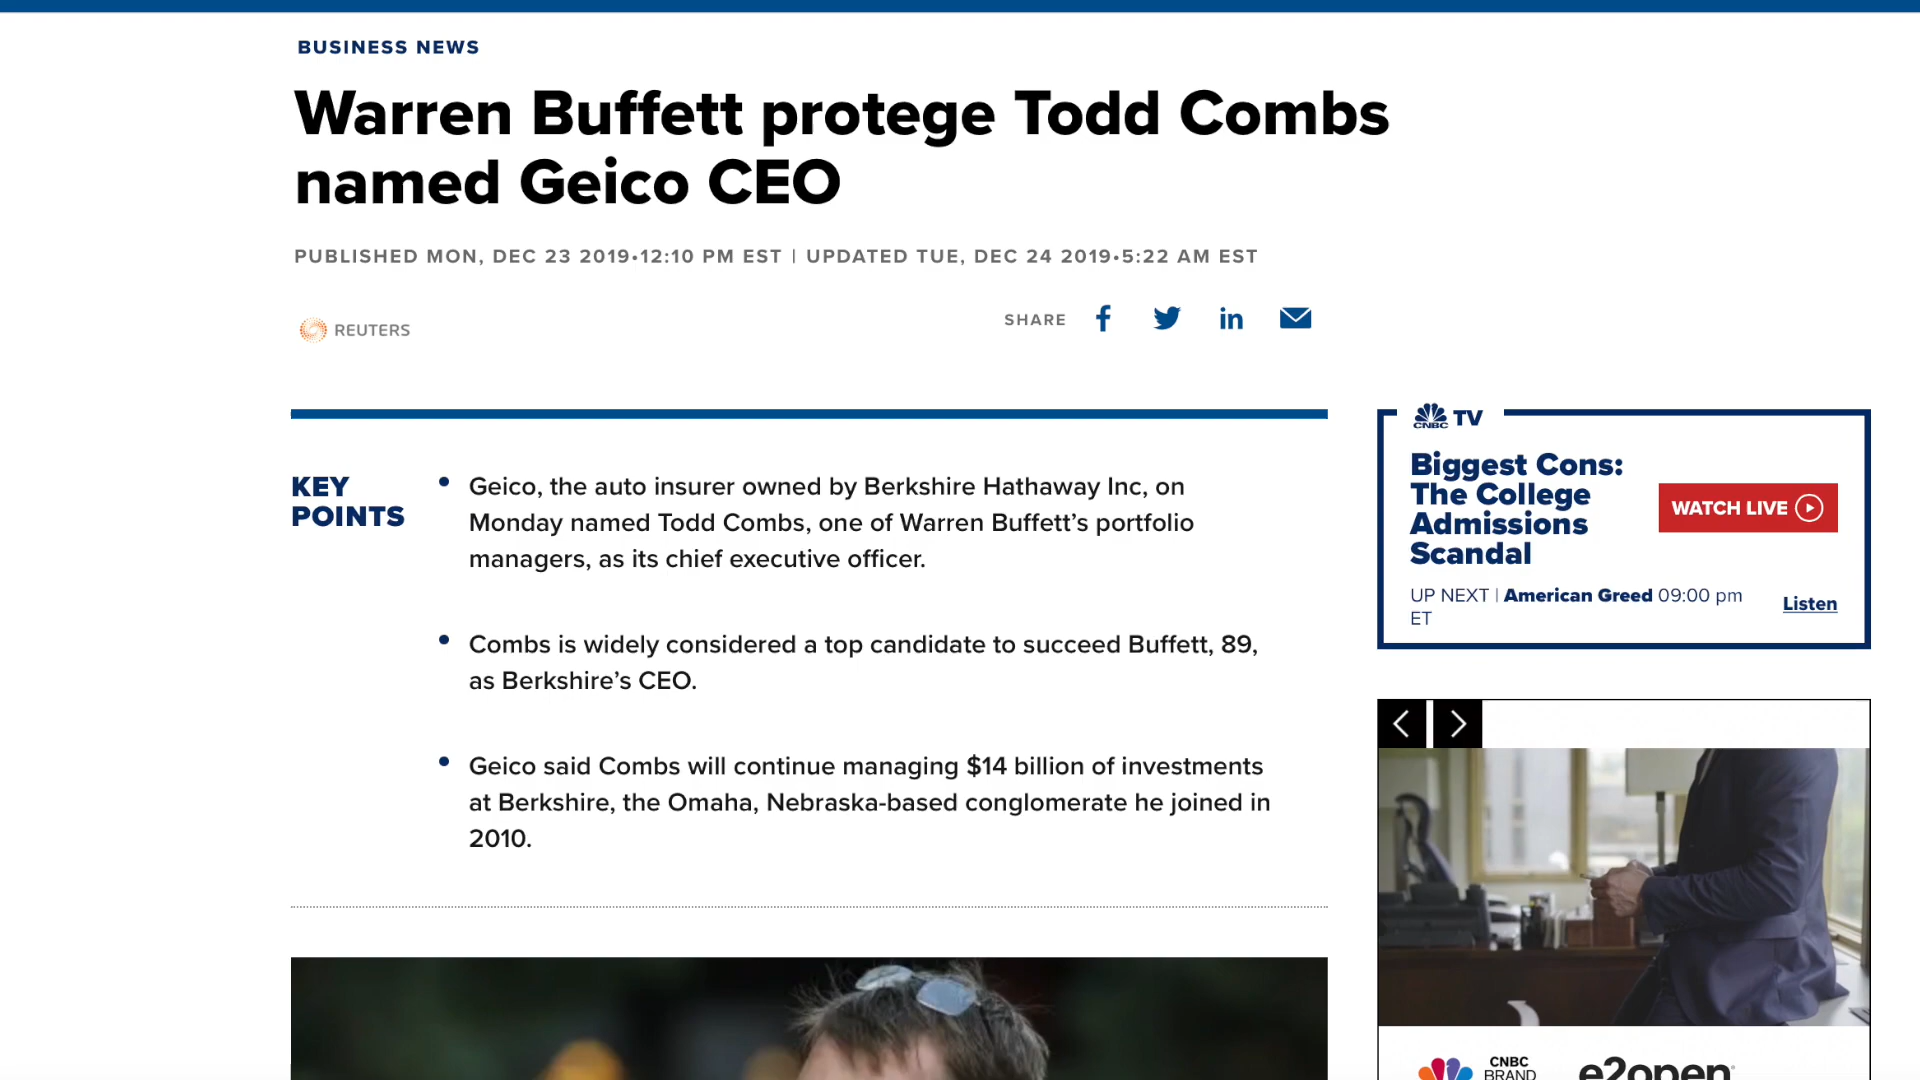 BUSINESS NEWS
Warren Buffett protege Todd Combs
named Geico CEO
PUBLISHED MON, DEC 23 2019•12:10 PM EST | UPDATED TUE, DEC 24 2019•5:22 AM EST
REUTERS
SHARE
KEY
POINTS
• Geico, the auto insurer owned by Berkshire Hathaway Inc, on
Monday named Todd Combs, one of Warren Buffett’s portfolio
managers, as its chief executive officer.
• Combs is widely considered a top candidate to succeed Buffett, 89,
as Berkshire’s CEO.
• Geico said Combs will continue managing $14 billion of investments
at Berkshire, the Omaha, Nebraska-based conglomerate he joined in
2010.
CNBC TV
Biggest Cons:
The College
Admissions
Scandal
WATCH LIVE
UP NEXT | American Greed 09:00 pm
ET
Listen
CNBC
BRAND
e2open